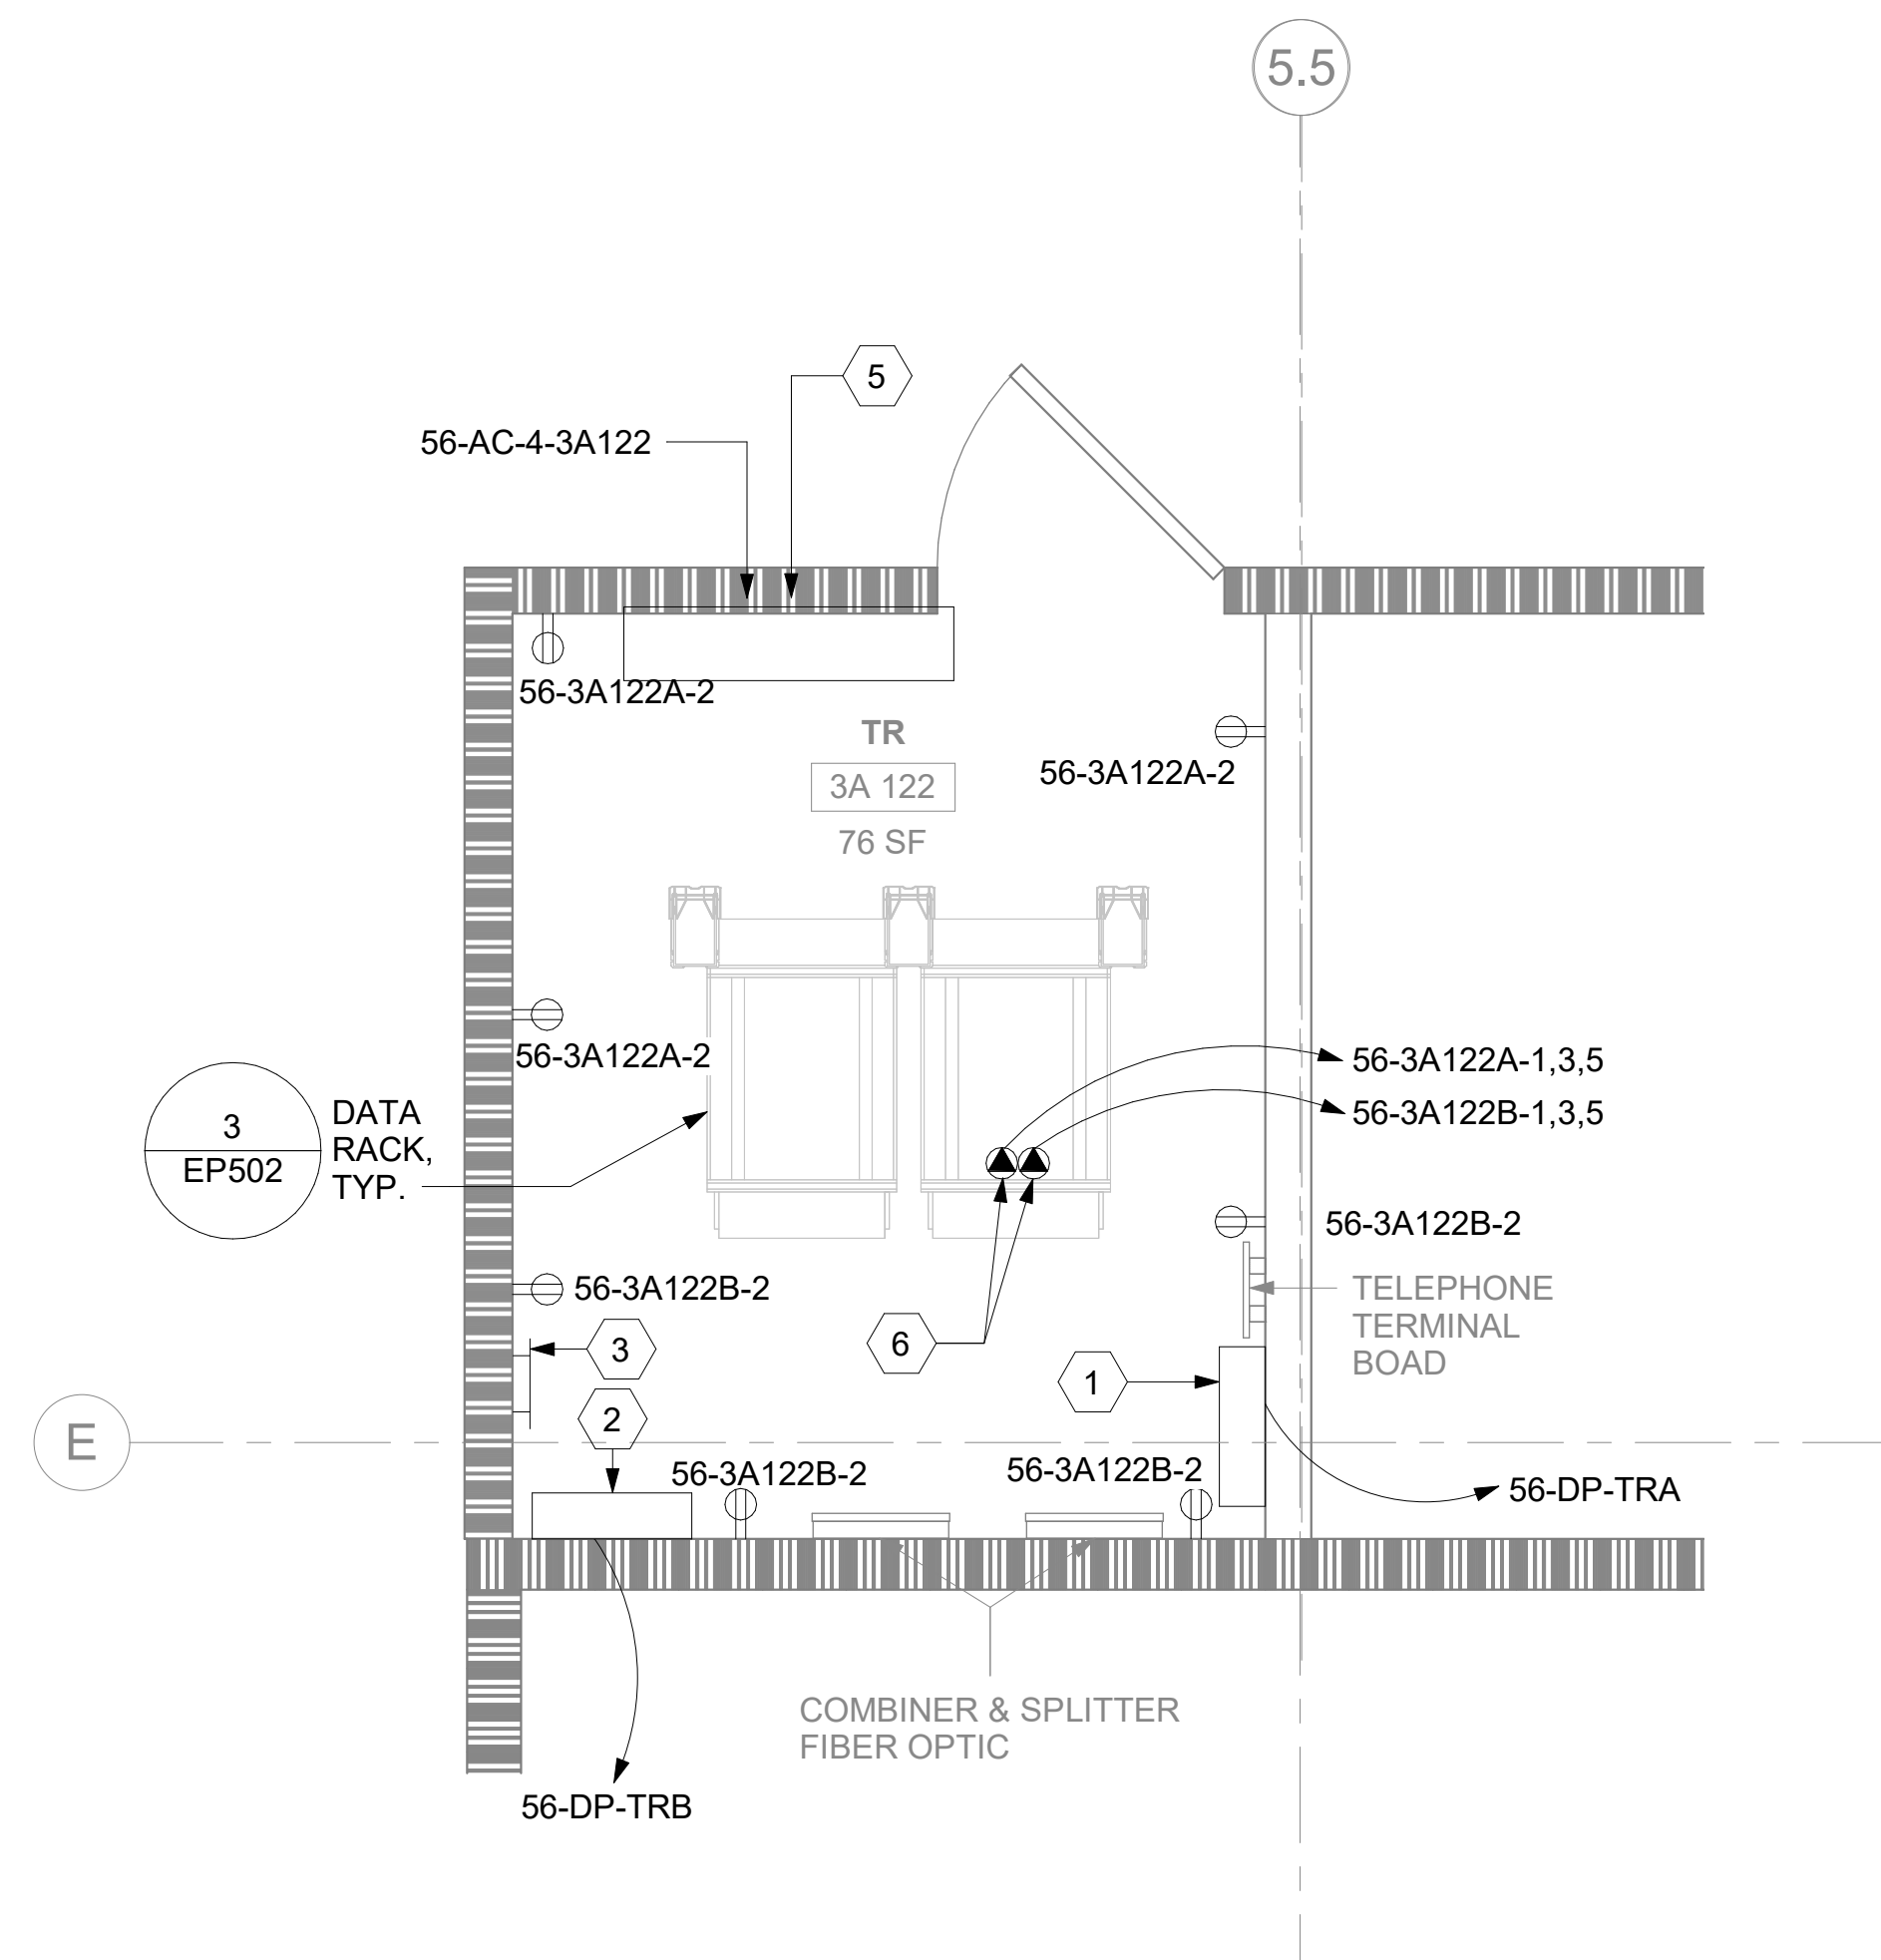 5.5
5
56-AC-4-3A122
56-3A122A-2
TR
3A 122
76 SF
56-3A122A-2
56-3A122A-2
56-3A122A-1,3,5
56-3A122B-1,3,5
3
EP502
DATA
RACK,
TYP.
56-3A122B-2
56-3A122B-2
TELEPHONE
TERMINAL
BOAD
6
3
1
2
E
56-3A122B-2
56-3A122B-2
56-DP-TRA
COMBINER & SPLITTER
FIBER OPTIC
56-DP-TRB